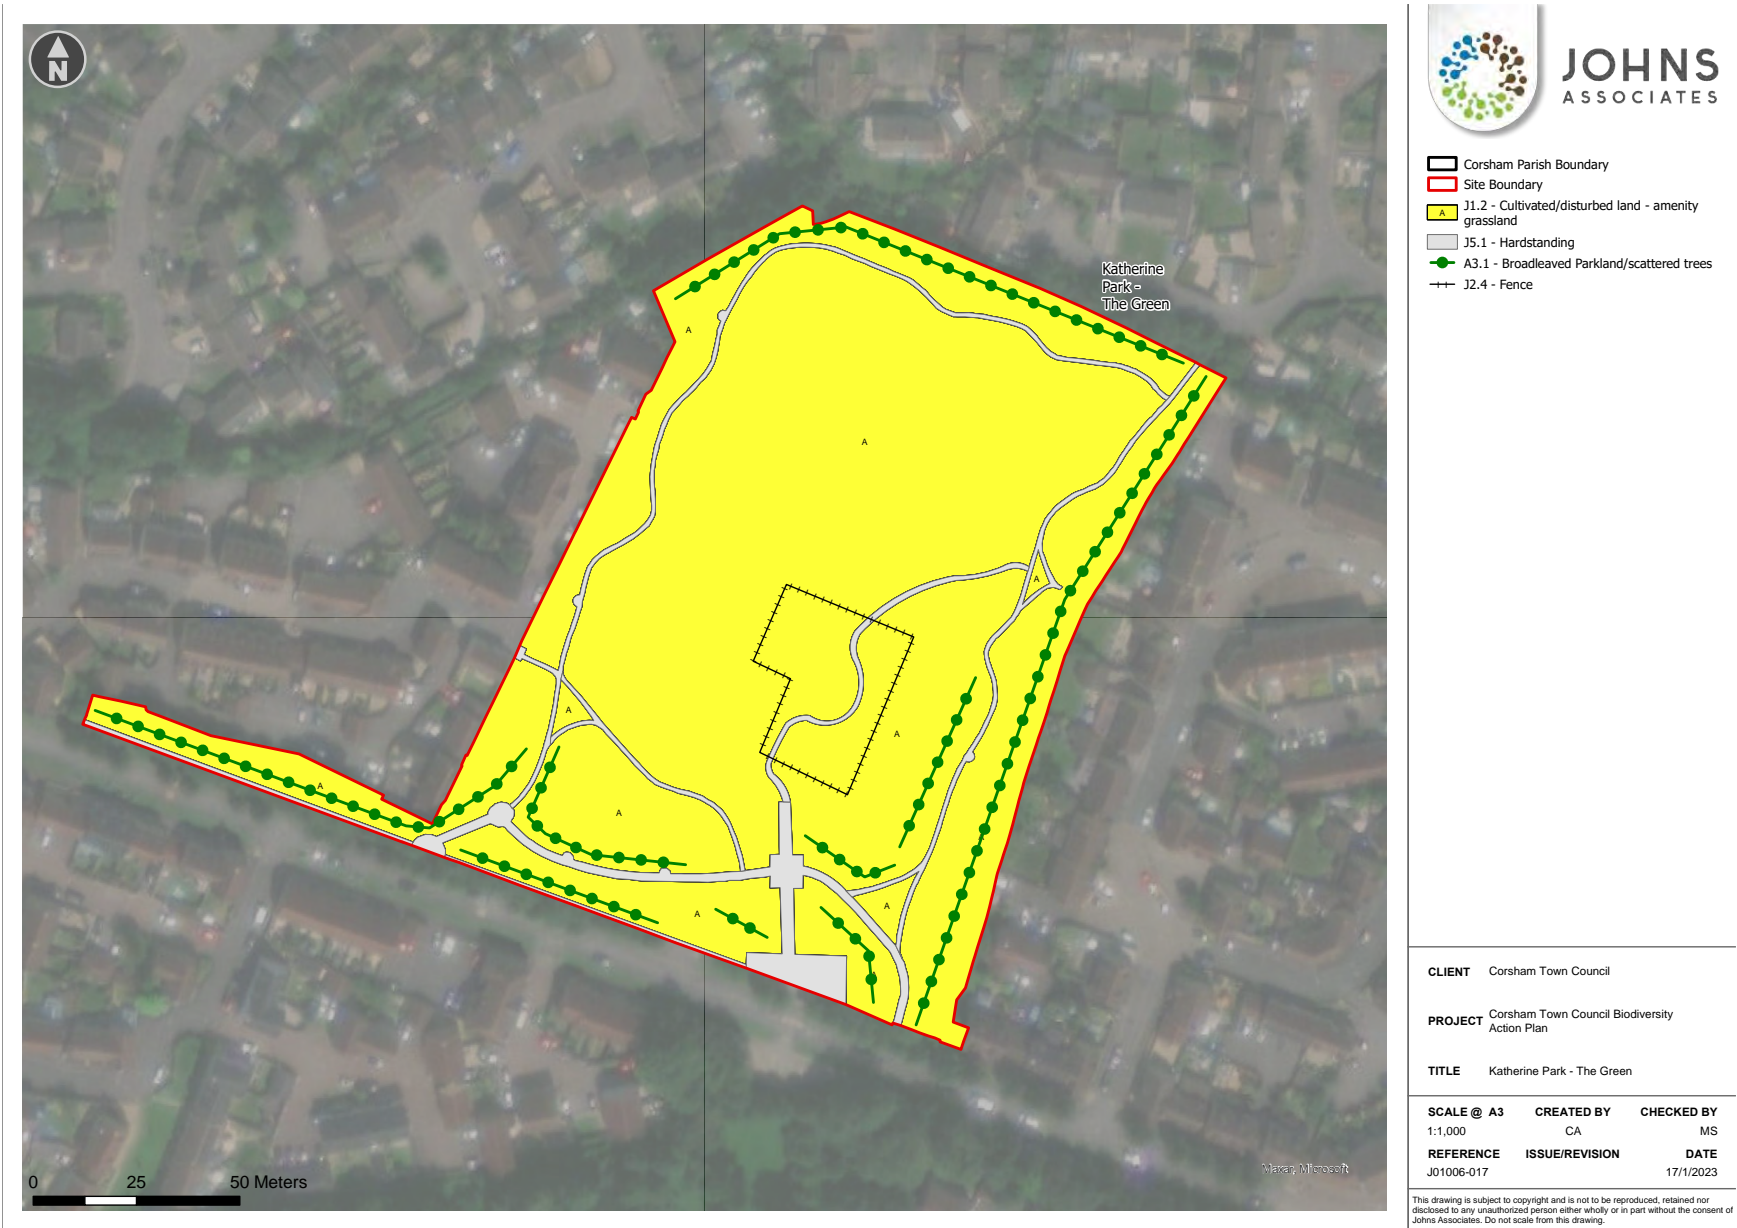 N
JOHNS
ASSOCIATES
Corsham Parish Boundary
Site Boundary
A
J1.2 - Cultivated/disturbed land - amenity
grassland
J5.1 - Hardstanding
A3.1 - Broadleaved Parkland/scattered trees
J2.4 - Fence
Katherine
Park -
The Green
A
A
A
A
A
A
A
A
A
0 25 50 Meters
Maxar, Microsoft
CLIENT Corsham Town Council
PROJECT Corsham Town Council Biodiversity
Action Plan
TITLE Katherine Park - The Green
SCALE @ A3 CREATED BY CHECKED BY
1:1,000 CA MS
REFERENCE ISSUE/REVISION DATE
J01006-017 17/1/2023
This drawing is subject to copyright and is not to be reproduced, retained nor
disclosed to any unauthorized person either wholly or in part without the consent of
Johns Associates. Do not scale from this drawing.